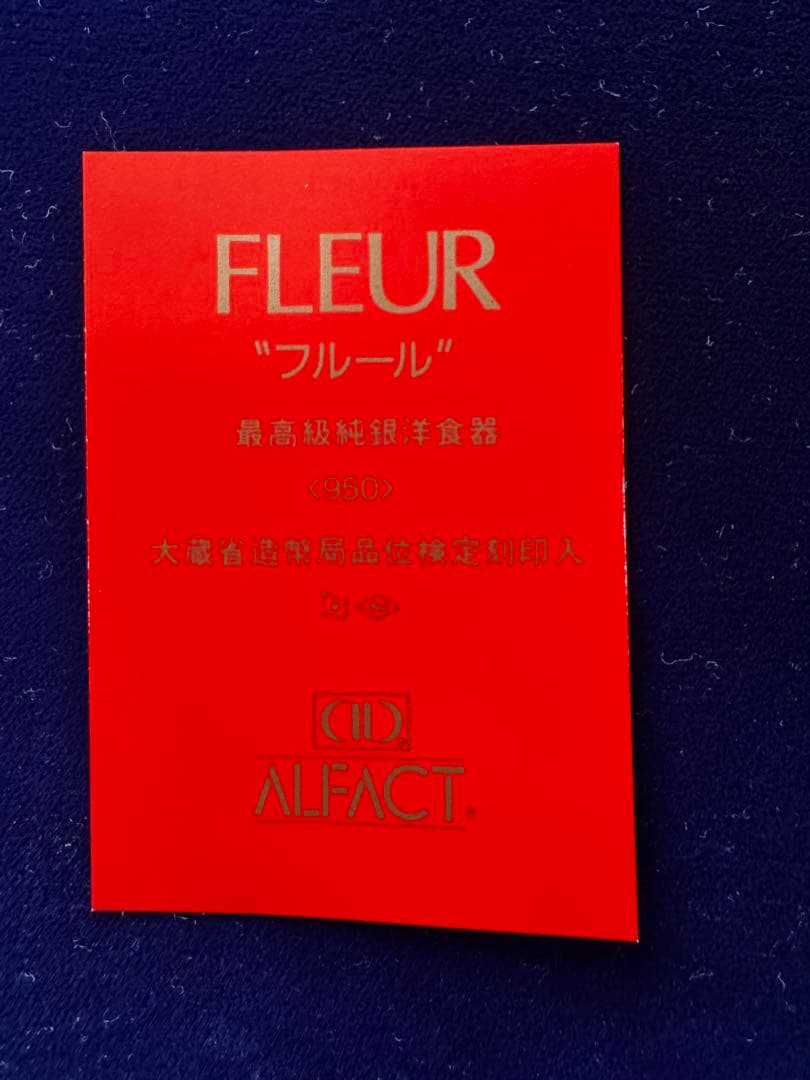 FLEUR
"フルール"
最高級純銀洋食器
〈950〉
大蔵省造幣局品位検定刻印入
ALFACT®